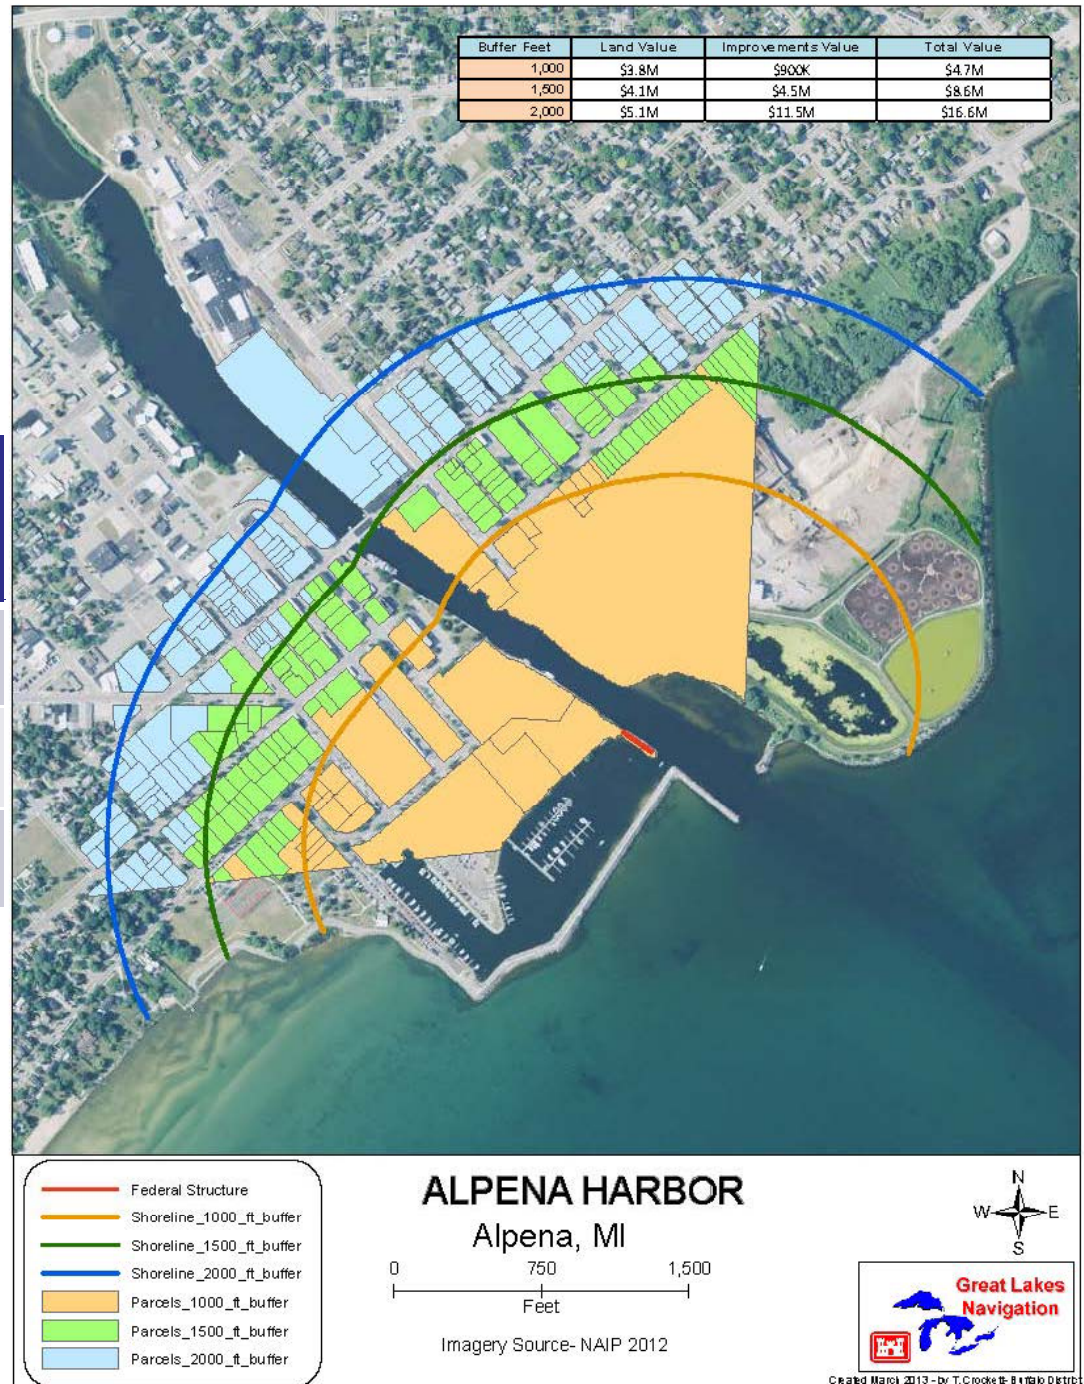 Buffer Feet Land Value Improvements Value Total Value
1,000 $3.8M $900K $4.7M
1,500 $4.1M $4.5M $8.6M
2,000 $5.1M $11.5M $16.6M
Federal Structure
Shoreline_1000_ft_buffer
Shoreline_1500_ft_buffer
Shoreline_2000_ft_buffer
Parcels_1000_ft_buffer
Parcels_1500_ft_buffer
Parcels_2000_ft_buffer
ALPENA HARBOR
Alpena, MI
0 750 1,500
Feet
Imagery Source- NAIP 2012
N
W E
S
Great Lakes
Navigation
Created March 2013 - by T. Crockett- Buffalo District